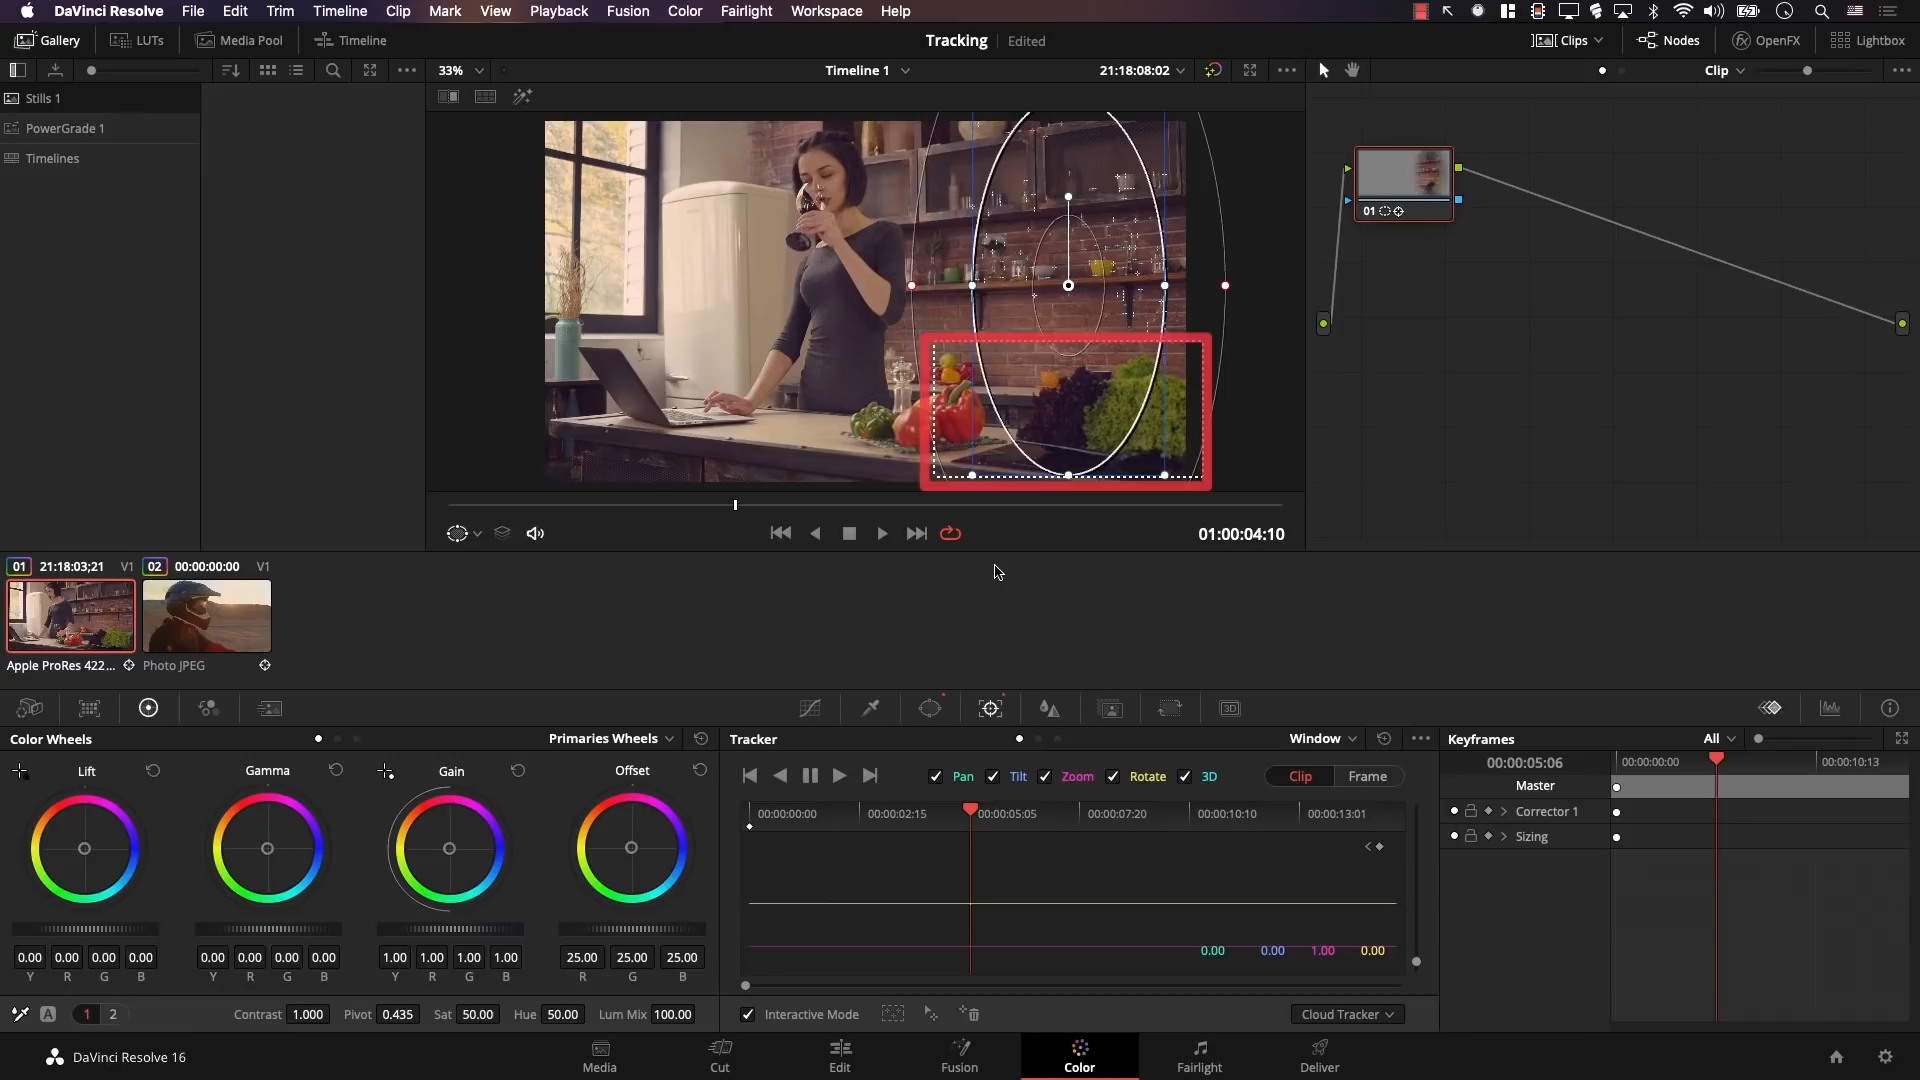 DaVinci Resolve File Edit Trim Timeline Clip Mark View Playback Fusion Color Fairlight Workspace Help
Gallery LUTs Media Pool Timeline Tracking Edited Clips Nodes OpenFX Lightbox
33% Timeline 1 21:18:08:02 Clip
Stills 1
PowerGrade 1
Timelines
01
01:00:04:10
01 21:18:03;21 V1 02 00:00:00:00 V1
Apple ProRes 422... Photo JPEG
3D
Color Wheels Primaries Wheels Tracker Window Keyframes All
Lift Gamma Gain Offset Pan Tilt Zoom Rotate 3D Clip Frame
00:00:05:06 00:00:00:00 00:00:10:13
Master
00:00:00:00 00:00:02:15 00:00:05:05 00:00:07:20 00:00:10:10 00:00:13:01
Corrector 1
Sizing
0.00 0.00 1.00 0.00
0.00 0.00 0.00 0.00 0.00 0.00 0.00 0.00 1.00 1.00 1.00 1.00 25.00 25.00 25.00
Y R G B Y R G B Y R G B R G B
A 1 2 Contrast 1.000 Pivot 0.435 Sat 50.00 Hue 50.00 Lum Mix 100.00 Interactive Mode Cloud Tracker
DaVinci Resolve 16 Media Cut Edit Fusion Color Fairlight Deliver